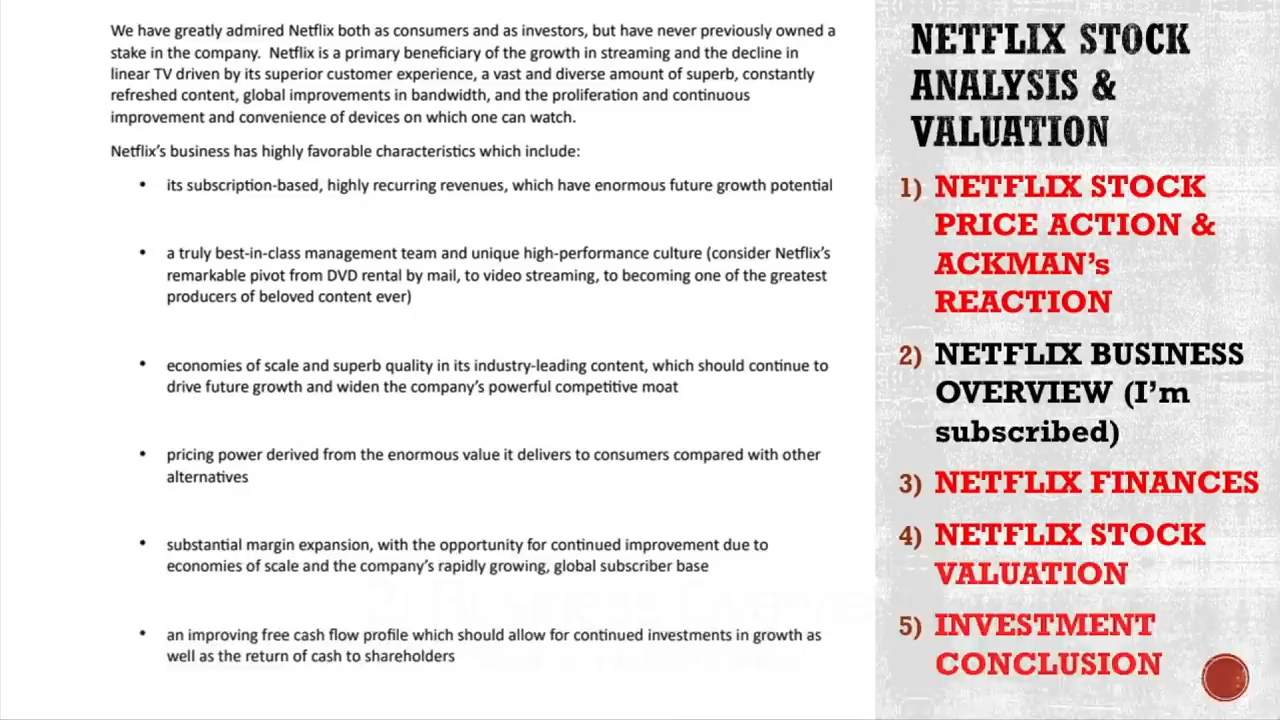 We have greatly admired Netflix both as consumers and as investors, but have never previously owned a
stake in the company. Netflix is a primary beneficiary of the growth in streaming and the decline in
linear TV driven by its superior customer experience, a vast and diverse amount of superb, constantly
refreshed content, global improvements in bandwidth, and the proliferation and continuous
improvement and convenience of devices on which one can watch.
Netflix's business has highly favorable characteristics which include:
• its subscription-based, highly recurring revenues, which have enormous future growth potential
• a truly best-in-class management team and unique high-performance culture (consider Netflix's
remarkable pivot from DVD rental by mail, to video streaming, to becoming one of the greatest
producers of beloved content ever)
• economies of scale and superb quality in its industry-leading content, which should continue to
drive future growth and widen the company's powerful competitive moat
• pricing power derived from the enormous value it delivers to consumers compared with other
alternatives
• substantial margin expansion, with the opportunity for continued improvement due to
economies of scale and the company's rapidly growing, global subscriber base
• an improving free cash flow profile which should allow for continued investments in growth as
well as the return of cash to shareholders
NETFLIX STOCK
ANALYSIS &
VALUATION
1) NETFLIX STOCK
PRICE ACTION &
ACKMAN's
REACTION
2) NETFLIX BUSINESS
OVERVIEW (I'm
subscribed)
3) NETFLIX FINANCES
4) NETFLIX STOCK
VALUATION
5) INVESTMENT
CONCLUSION